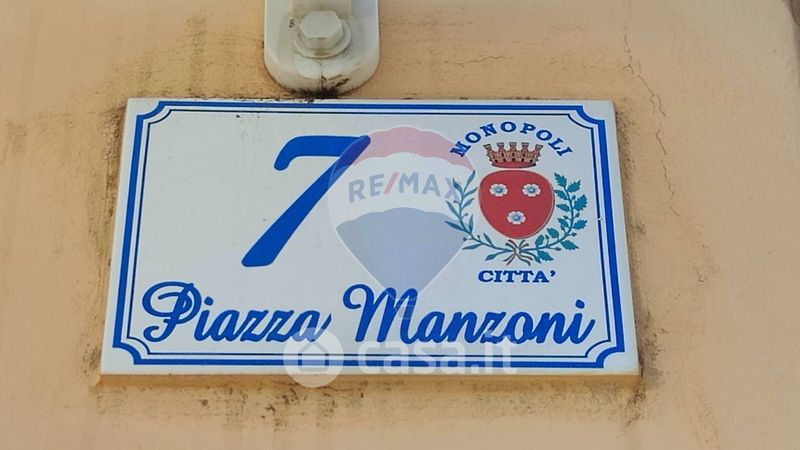 7
MONOPOLI
CITTA'
Piazza Manzoni
RE/MAX
casa.it